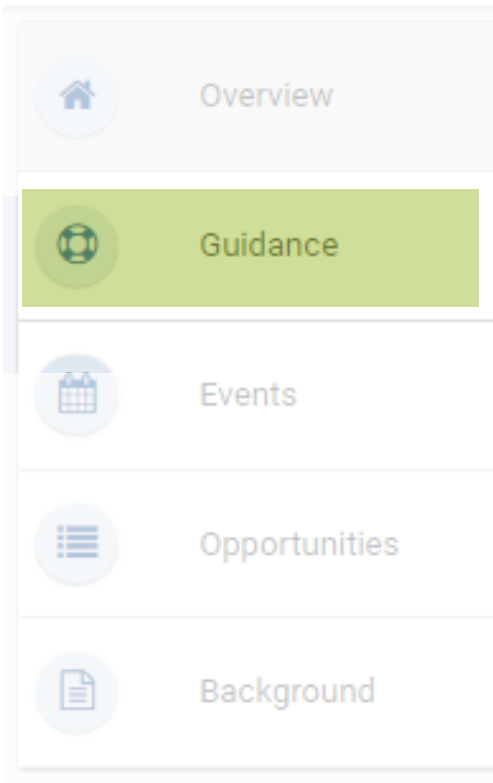 Overview
Guidance
Events
Opportunities
Background